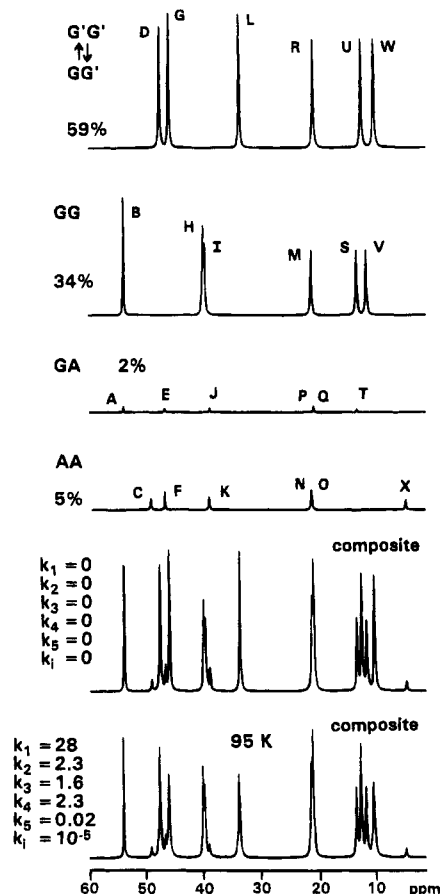 G'G'
↑↓
GG'
59%
D G L R U W
GG
34%
B H I M S V
GA 2%
A E J P Q T
AA
5%
C F K N O X
composite
k₁ = 0
k₂ = 0
k₃ = 0
k₄ = 0
k₅ = 0
kᵢ = 0
composite
95 K
k₁ = 28
k₂ = 2.3
k₃ = 1.6
k₄ = 2.3
k₅ = 0.02
kᵢ = 10⁻⁵
60 50 40 30 20 10 ppm